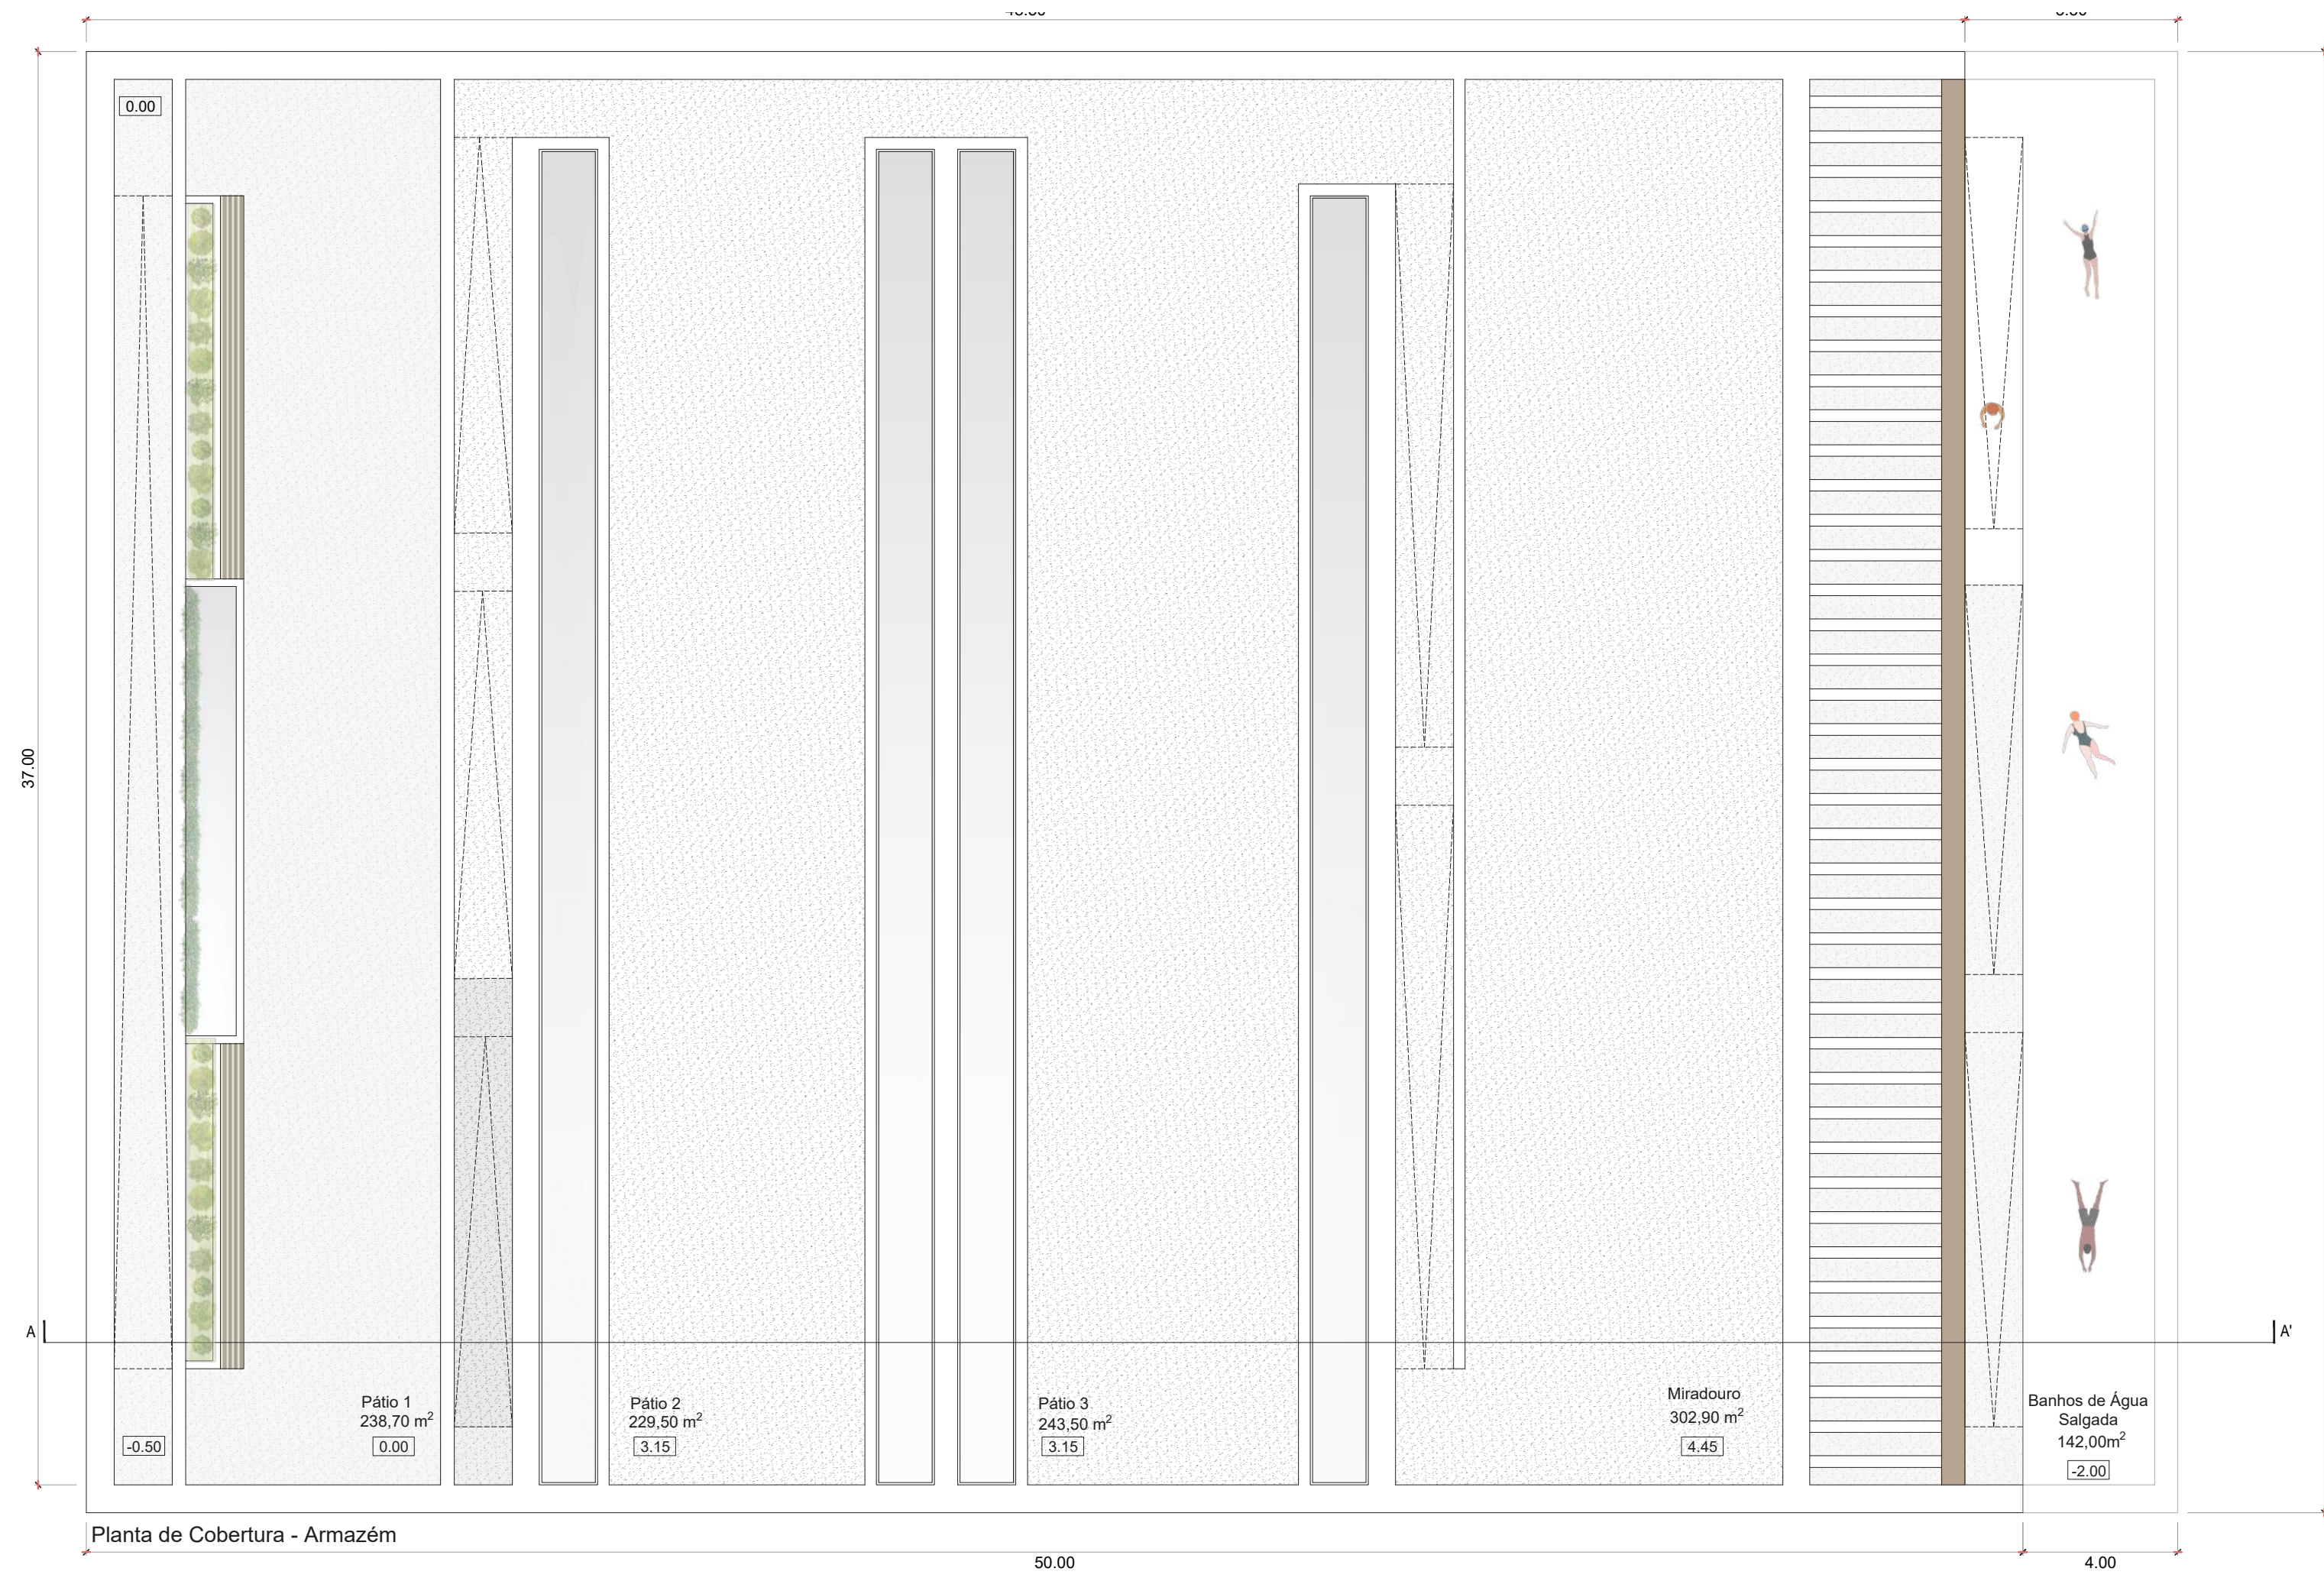 0.00
37.00
A
A'
Pátio 1
238,70 m²
0.00
-0.50
Pátio 2
229,50 m²
3.15
Pátio 3
243,50 m²
3.15
Miradouro
302,90 m²
4.45
Banhos de Água
Salgada
142,00m²
-2.00
Planta de Cobertura - Armazém
50.00
4.00